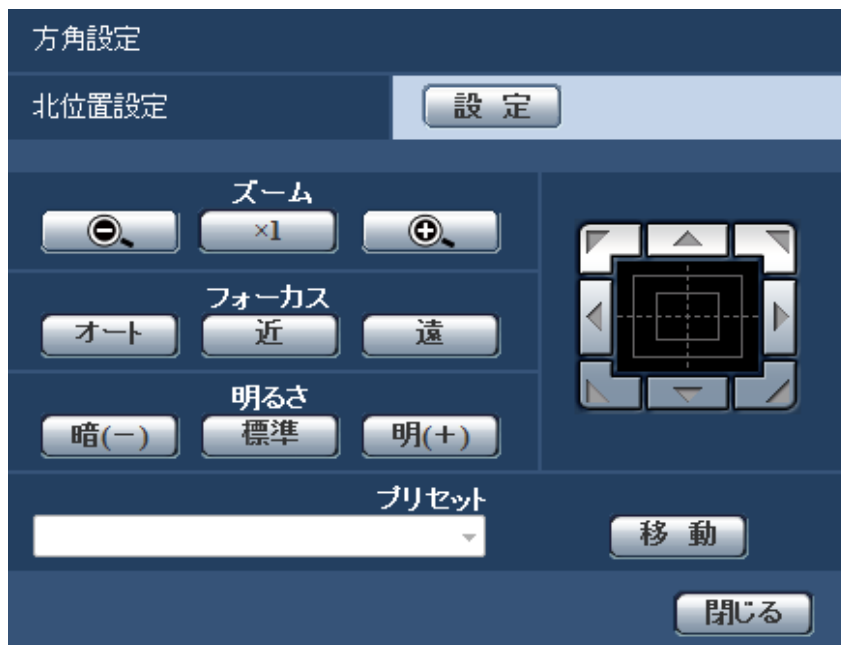 方角設定
北位置設定
設 定
ズーム
×1
フォーカス
オート 近 遠
明るさ
暗(−) 標準 明(+)
プリセット
移 動
閉じる